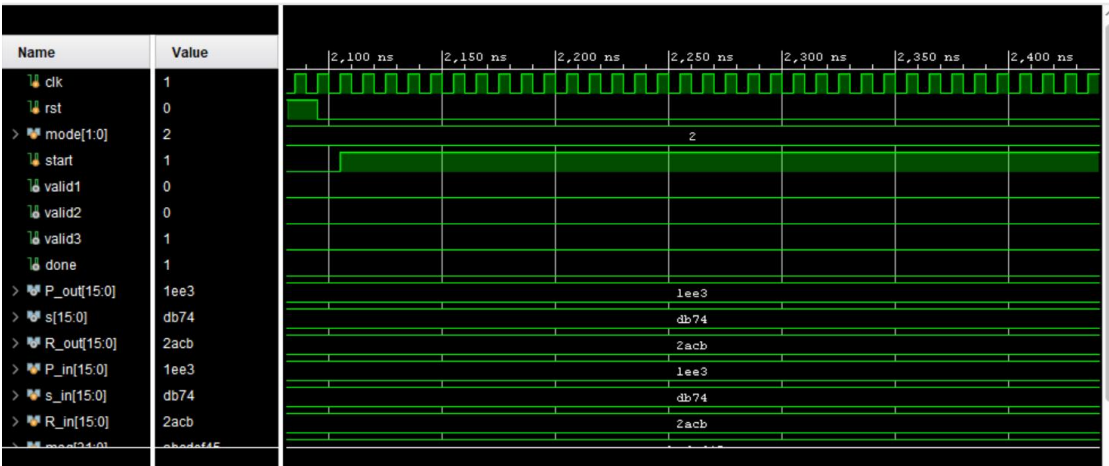 Name Value
2,100 ns 2,150 ns 2,200 ns 2,250 ns 2,300 ns 2,350 ns 2,400 ns
clk 1
rst 0
mode[1:0] 2 2
start 1
valid1 0
valid2 0
valid3 1
done 1
P_out[15:0] 1ee3 1ee3
s[15:0] db74 db74
R_out[15:0] 2acb 2acb
P_in[15:0] 1ee3 1ee3
s_in[15:0] db74 db74
R_in[15:0] 2acb 2acb